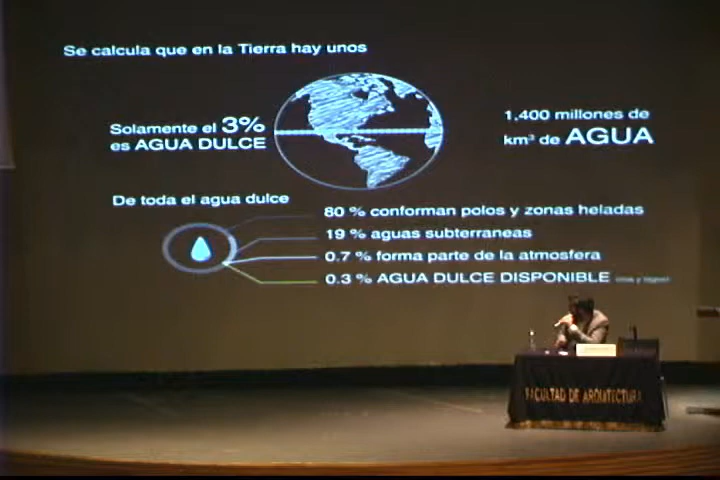 Se calcula que en la Tierra hay unos
1,400 millones de
km³ de AGUA
Solamente el 3%
es AGUA DULCE
De toda el agua dulce
80 % conforman polos y zonas heladas
19 % aguas subterraneas
0.7 % forma parte de la atmosfera
0.3 % AGUA DULCE DISPONIBLE
FACULTAD DE ARQUITECTURA